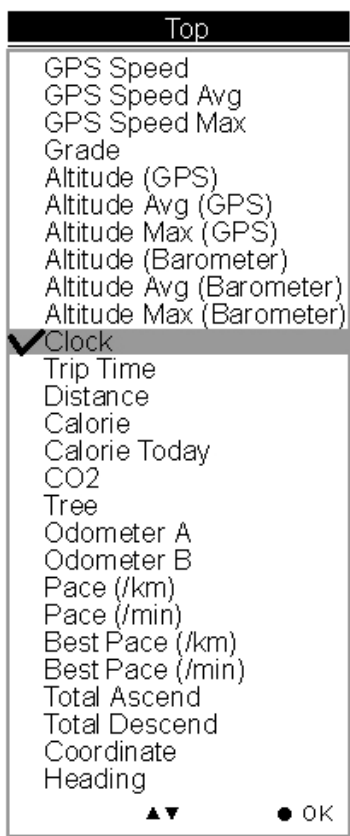 Top
GPS Speed
GPS Speed Avg
GPS Speed Max
Grade
Altitude (GPS)
Altitude Avg (GPS)
Altitude Max (GPS)
Altitude (Barometer)
Altitude Avg (Barometer)
Altitude Max (Barometer)
Clock
Trip Time
Distance
Calorie
Calorie Today
CO2
Tree
Odometer A
Odometer B
Pace (/km)
Pace (/min)
Best Pace (/km)
Best Pace (/min)
Total Ascend
Total Descend
Coordinate
Heading
▲▼ ● OK